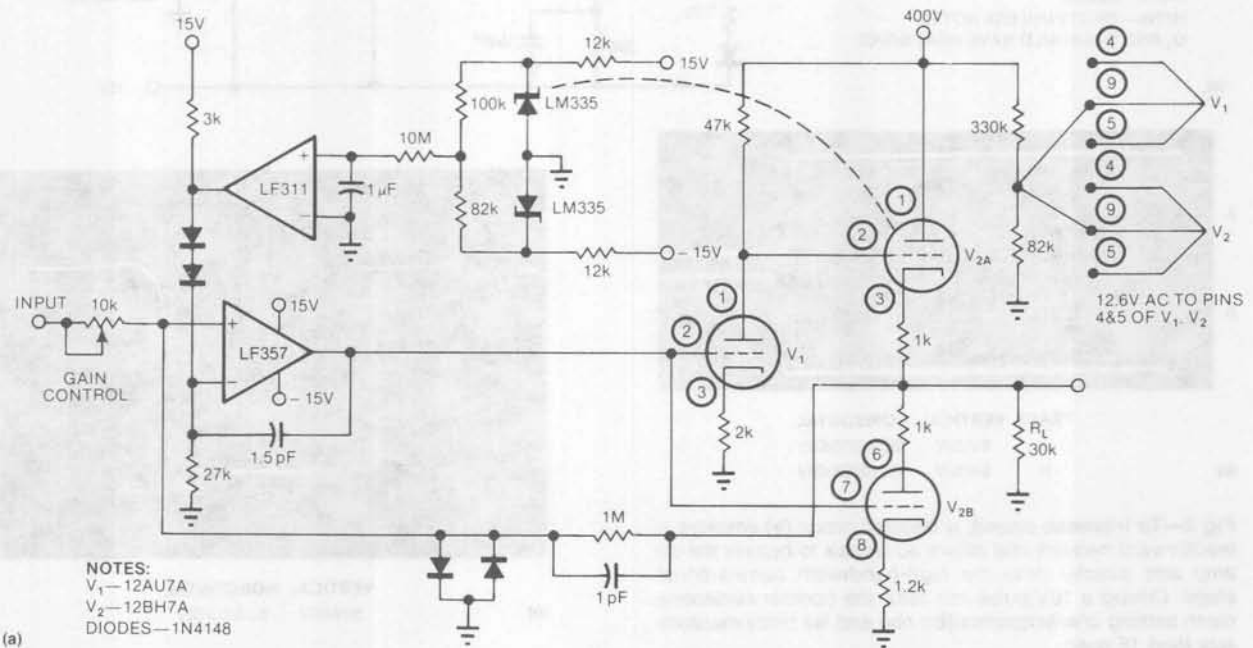 15V
3k
LF311
+
−
1μF
10M
100k
82k
12k
15V
LM335
LM335
12k
−15V
400V
47k
330k
82k
4
9
5
4
9
5
V1
V2
12.6V AC TO PINS
4&5 OF V1, V2
1
2
3
V2A
1
2
3
V1
2k
1k
1k
RL
30k
6
7
8
V2B
.2k
INPUT
10k
GAIN
CONTROL
15V
+
LF357
−
−15V
1.5 pF
27k
1M
1 pF
NOTES:
V1—12AU7A
V2—12BH7A
DIODES—1N4148
(a)